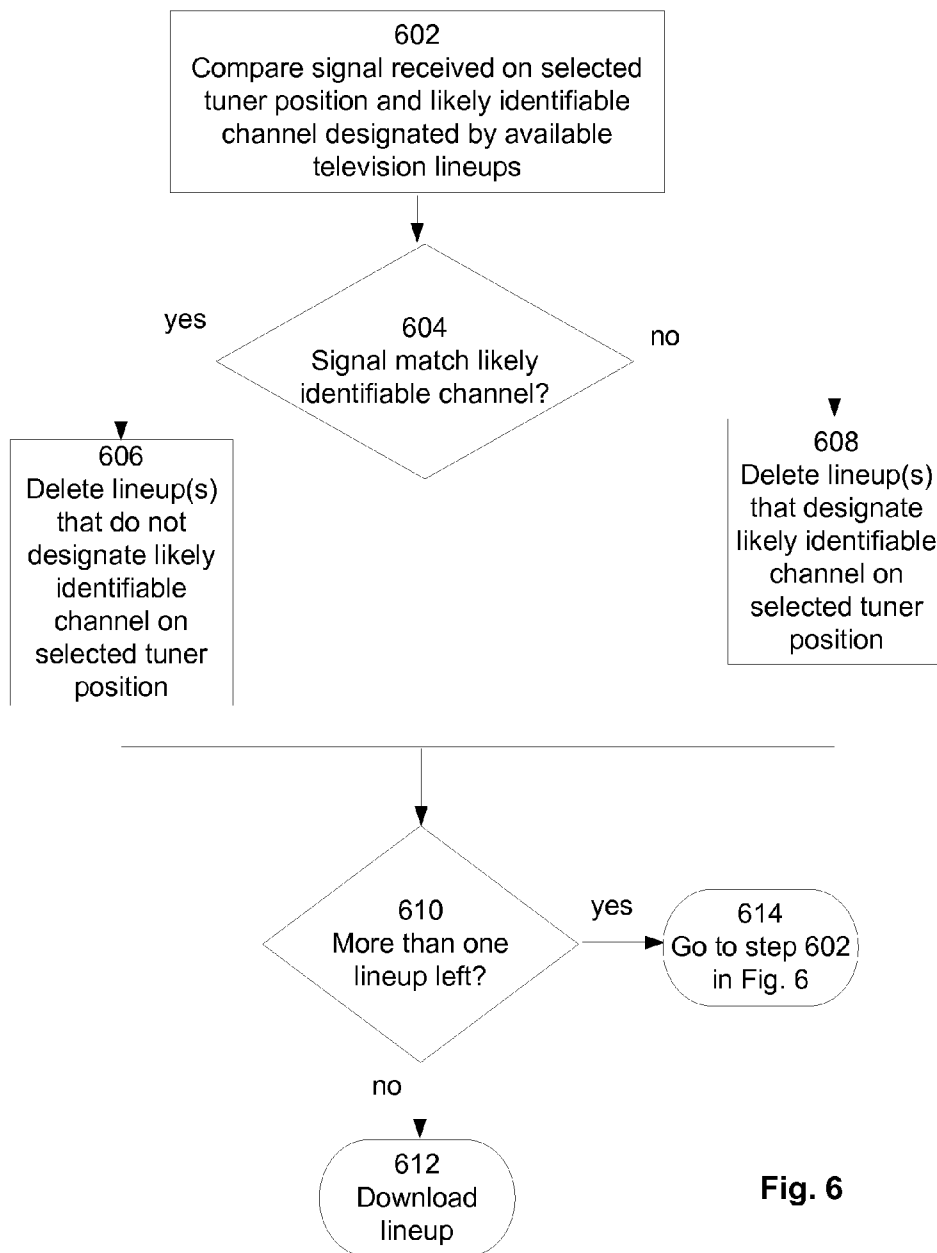 602
Compare signal received on selected
tuner position and likely identifiable
channel designated by available
television lineups
yes
no
604
Signal match likely
identifiable channel?
606
Delete lineup(s)
that do not
designate likely
identifiable
channel on
selected tuner
position
608
Delete lineup(s)
that designate
likely identifiable
channel on
selected tuner
position
610
More than one
lineup left?
yes
614
Go to step 602
in Fig. 6
no
612
Download
lineup
Fig. 6